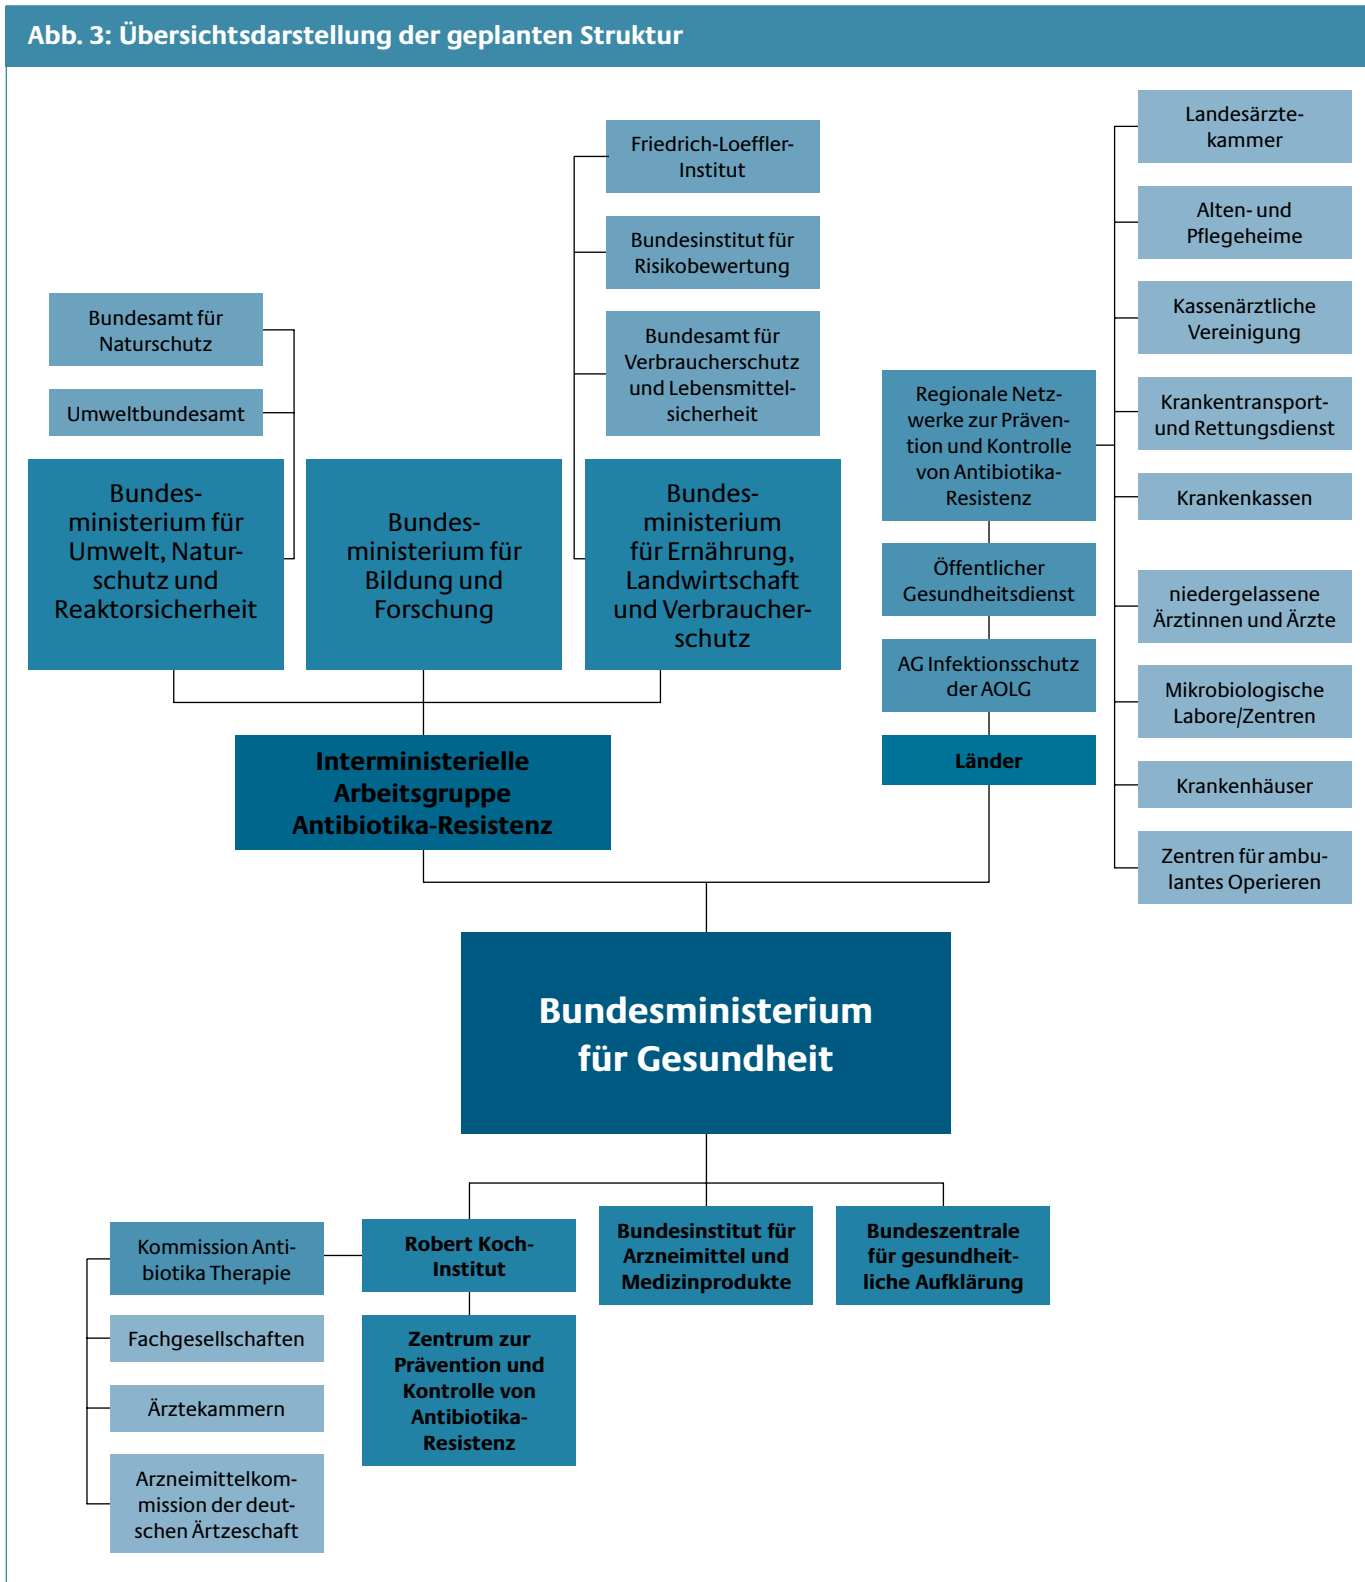 Abb. 3: Übersichtsdarstellung der geplanten Struktur
Friedrich-Loeffler-
Institut
Bundesinstitut für
Risikobewertung
Bundesamt für
Verbraucherschutz
und Lebensmittel-
sicherheit
Bundesamt für
Naturschutz
Umweltbundesamt
Bundes-
ministerium für
Umwelt, Natur-
schutz und
Reaktorsicherheit
Bundes-
ministerium für
Bildung und
Forschung
Bundes-
ministerium
für Ernährung,
Landwirtschaft
und Verbraucher-
schutz
Interministerielle
Arbeitsgruppe
Antibiotika-Resistenz
Regionale Netz-
werke zur Präven-
tion und Kontrolle
von Antibiotika-
Resistenz
Öffentlicher
Gesundheitsdienst
AG Infektionsschutz
der AOLG
Länder
Landesärzte-
kammer
Alten- und
Pflegeheime
Kassenärztliche
Vereinigung
Krankentransport-
und Rettungsdienst
Krankenkassen
niedergelassene
Ärztinnen und Ärzte
Mikrobiologische
Labore/Zentren
Krankenhäuser
Zentren für ambu-
lantes Operieren
Bundesministerium
für Gesundheit
Kommission Anti-
biotika Therapie
Fachgesellschaften
Ärztekammern
Arzneimittelkom-
mission der deut-
schen Ärtzeschaft
Robert Koch-
Institut
Zentrum zur
Prävention und
Kontrolle von
Antibiotika-
Resistenz
Bundesinstitut für
Arzneimittel und
Medizinprodukte
Bundeszentrale
für gesundheit-
liche Aufklärung